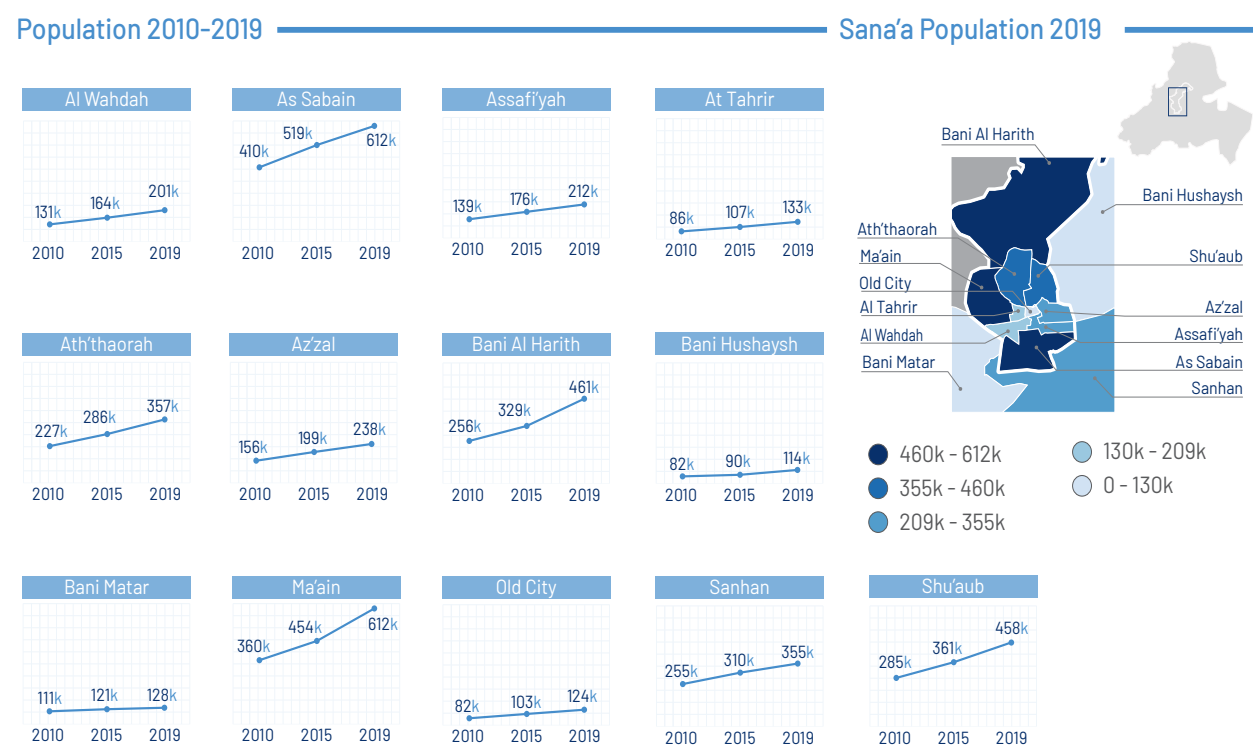 Population 2010-2019
Sana'a Population 2019
Al Wahdah
131k
164k
201k
2010 2015 2019
As Sabain
410k
519k
612k
2010 2015 2019
Assafi'yah
139k
176k
212k
2010 2015 2019
At Tahrir
86k
107k
133k
2010 2015 2019
Ath'thaorah
227k
286k
357k
2010 2015 2019
Az'zal
156k
199k
238k
2010 2015 2019
Bani Al Harith
256k
329k
461k
2010 2015 2019
Bani Hushaysh
82k
90k
114k
2010 2015 2019
Bani Matar
111k
121k
128k
2010 2015 2019
Ma'ain
360k
454k
612k
2010 2015 2019
Old City
82k
103k
124k
2010 2015 2019
Sanhan
255k
310k
355k
2010 2015 2019
Shu'aub
285k
361k
458k
2010 2015 2019
Bani Al Harith
Bani Hushaysh
Ath'thaorah
Ma'ain
Shu'aub
Old City
Al Tahrir
Az'zal
Al Wahdah
Assafi'yah
Bani Matar
As Sabain
Sanhan
460k - 612k
355k - 460k
209k - 355k
130k - 209k
0 - 130k